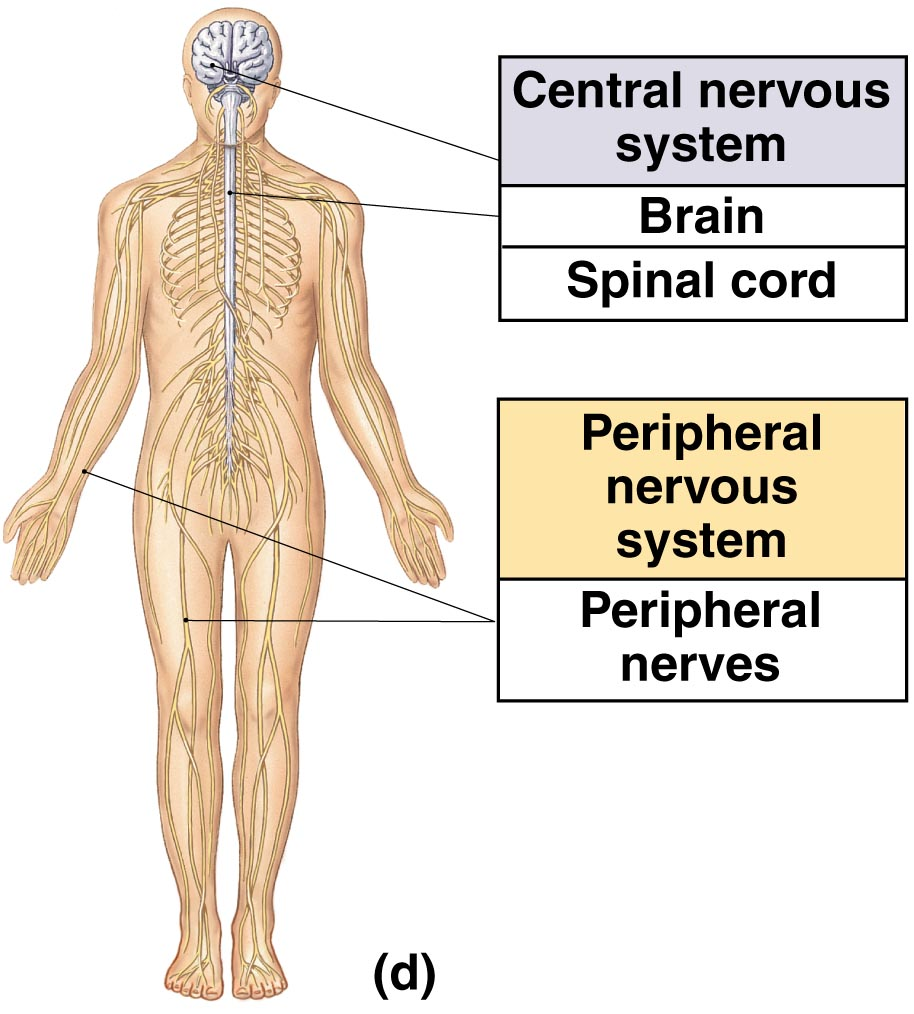 Central nervous
system
Brain
Spinal cord
Peripheral
nervous
system
Peripheral
nerves
(d)